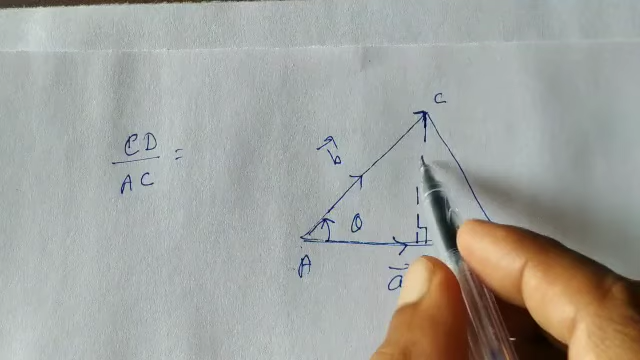 C
CD
—— =
AC
b⃗
θ
A
a⃗